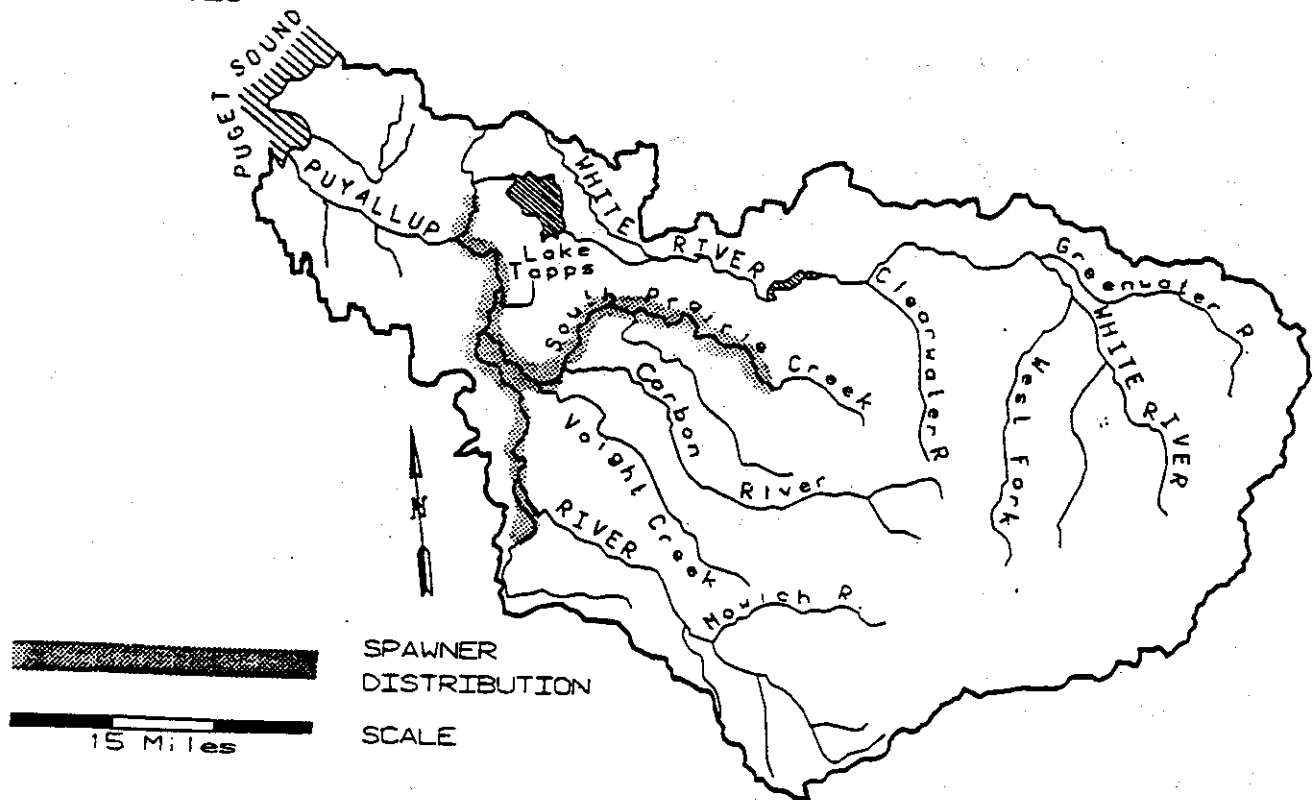 PUGET SOUND
PUYALLUP
WHITE
RIVER
Lake
Tapps
South Prairie
Creek
Clearwater R
Greenwater R.
WHITE RIVER
West Fork
Carbon
River
Voight Creek
RIVER
Mowich R.
N
SPAWNER
DISTRIBUTION
15 Miles
SCALE